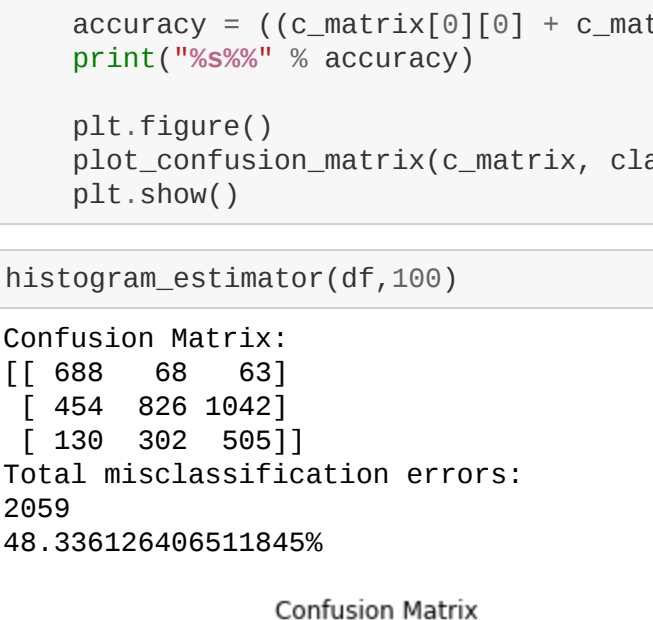 accuracy = ((c_matrix[0][0] + c_mat
print("%s%%" % accuracy)
plt.figure()
plot_confusion_matrix(c_matrix, cla
plt.show()
histogram_estimator(df,100)
Confusion Matrix:
[[ 688   68   63]
 [ 454  826 1042]
 [ 130  302  505]]
Total misclassification errors:
2059
48.336126406511845%
Confusion Matrix